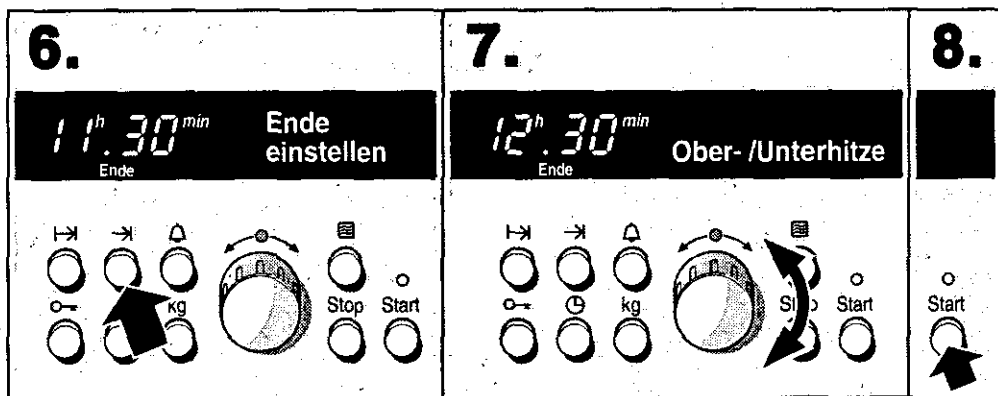 6.
11h.30min
Ende
Ende
einstellen
kg
Stop Start
7.
12h.30min
Ende
Ober- /Unterhitze
kg
Stop Start
8.
Start